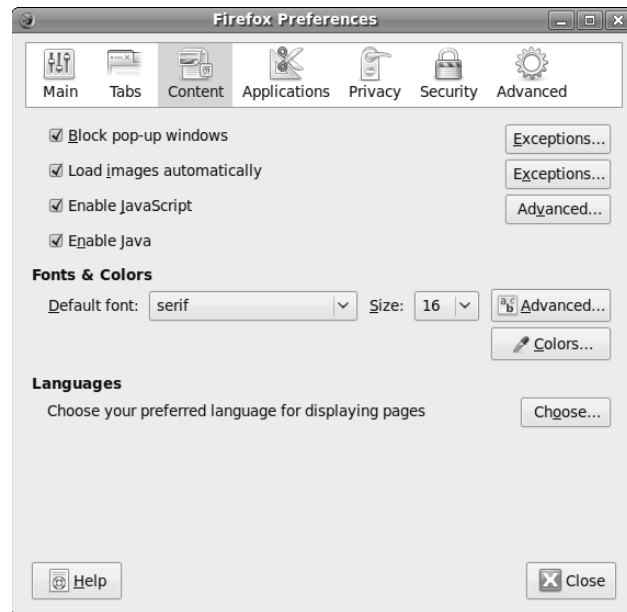 Firefox Preferences
Main Tabs Content Applications Privacy Security Advanced
Block pop-up windows Exceptions...
Load images automatically Exceptions...
Enable JavaScript Advanced...
Enable Java
Fonts & Colors
Default font: serif Size: 16 Advanced...
Colors...
Languages
Choose your preferred language for displaying pages Choose...
Help Close